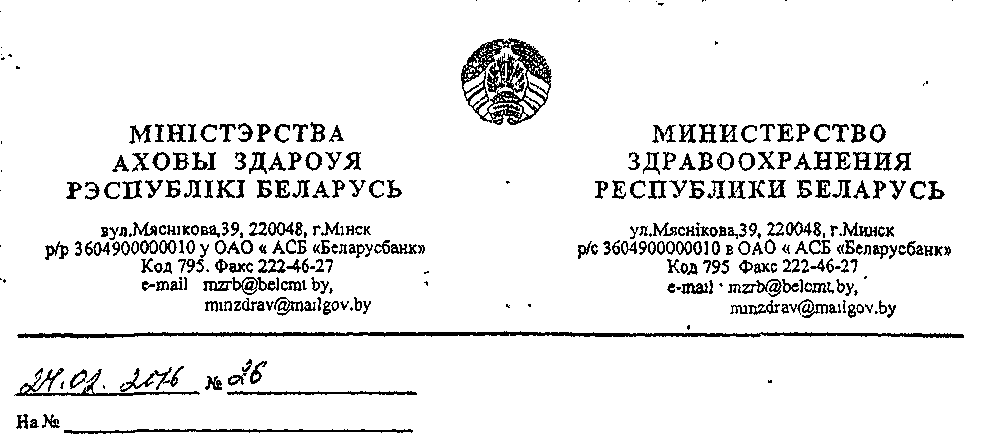 МІНІСТЭРСТВА
АХОВЫ ЗДАРОУЯ
РЭСПУБЛІКІ БЕЛАРУСЬ
вул.Мяснікова,39, 220048, г.Мінск
р/р 3604900000010 у ОАО « АСБ «Беларусбанк»
Код 795. Факс 222-46-27
e-mail mzrb@belcmt by,
minzdrav@mailgov.by
МИНИСТЕРСТВО
ЗДРАВООХРАНЕНИЯ
РЕСПУБЛИКИ БЕЛАРУСЬ
ул.Мяснікова,39, 220048, г.Минск
р/с 3604900000010 в ОАО « АСБ «Беларусбанк»
Код 795 Факс 222-46-27
e-mail mzrb@belcmt.by,
minzdrav@mailgov.by
24.02. 2016 № 26
На №